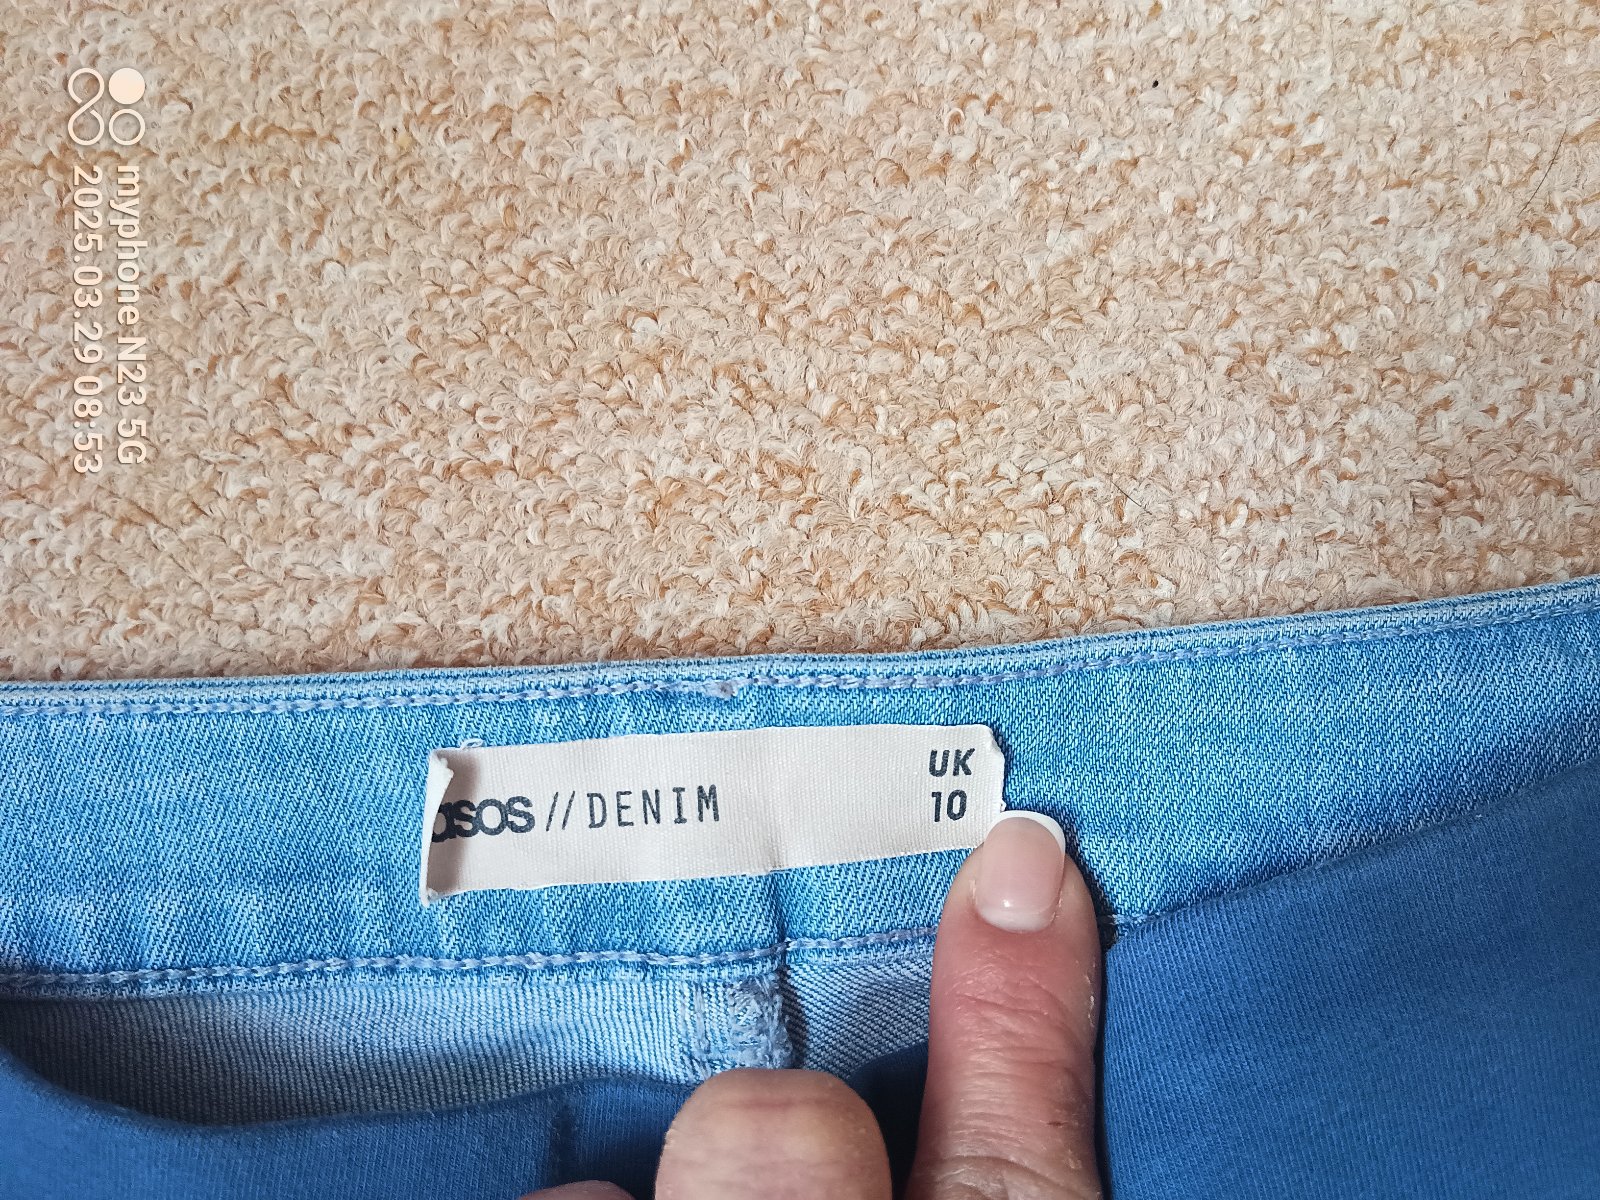 myphone N23 5G
2025.03.29 08:53
asos // DENIM
UK
10